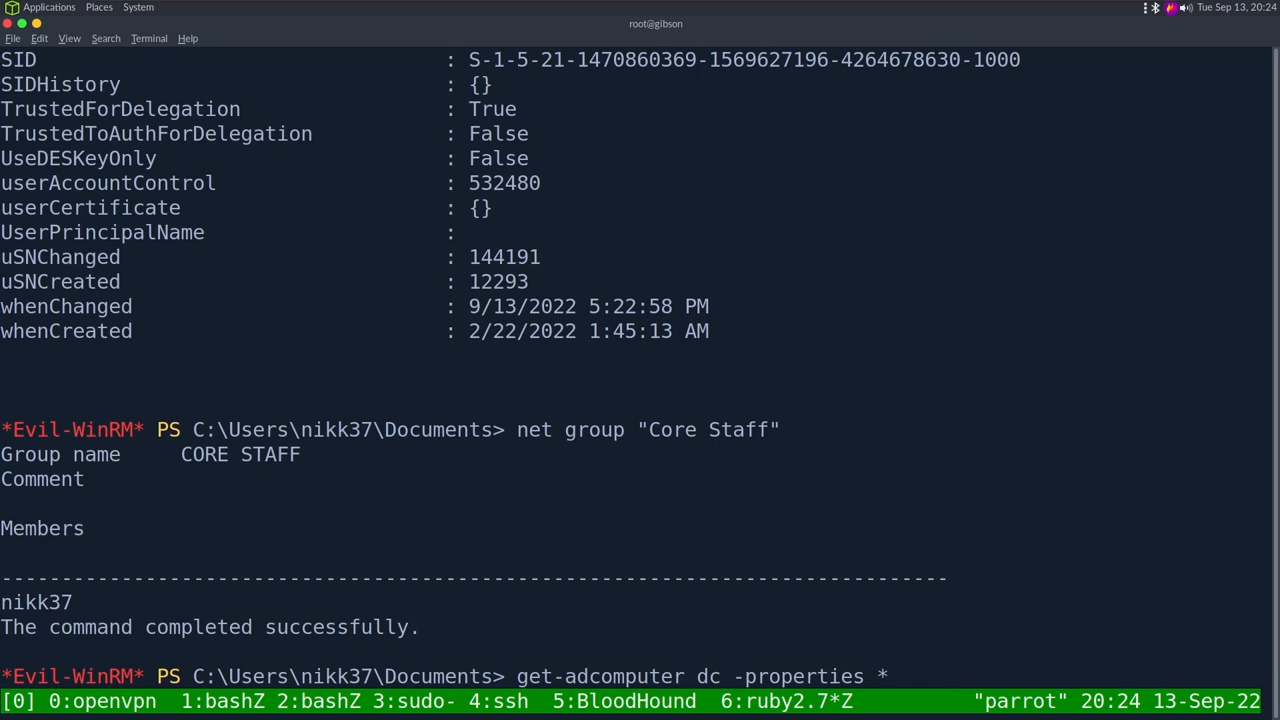 Applications Places System
Tue Sep 13, 20:24
root@gibson
File Edit View Search Terminal Help
SID : S-1-5-21-1470860369-1569627196-4264678630-1000
SIDHistory : {}
TrustedForDelegation : True
TrustedToAuthForDelegation : False
UseDESKeyOnly : False
userAccountControl : 532480
userCertificate : {}
UserPrincipalName :
uSNChanged : 144191
uSNCreated : 12293
whenChanged : 9/13/2022 5:22:58 PM
whenCreated : 2/22/2022 1:45:13 AM
*Evil-WinRM* PS C:\Users\nikk37\Documents> net group "Core Staff"
Group name CORE STAFF
Comment
Members
-------------------------------------------------------------------------------
nikk37
The command completed successfully.
*Evil-WinRM* PS C:\Users\nikk37\Documents> get-adcomputer dc -properties *
[0] 0:openvpn 1:bashZ 2:bashZ 3:sudo- 4:ssh 5:BloodHound 6:ruby2.7*Z "parrot" 20:24 13-Sep-22